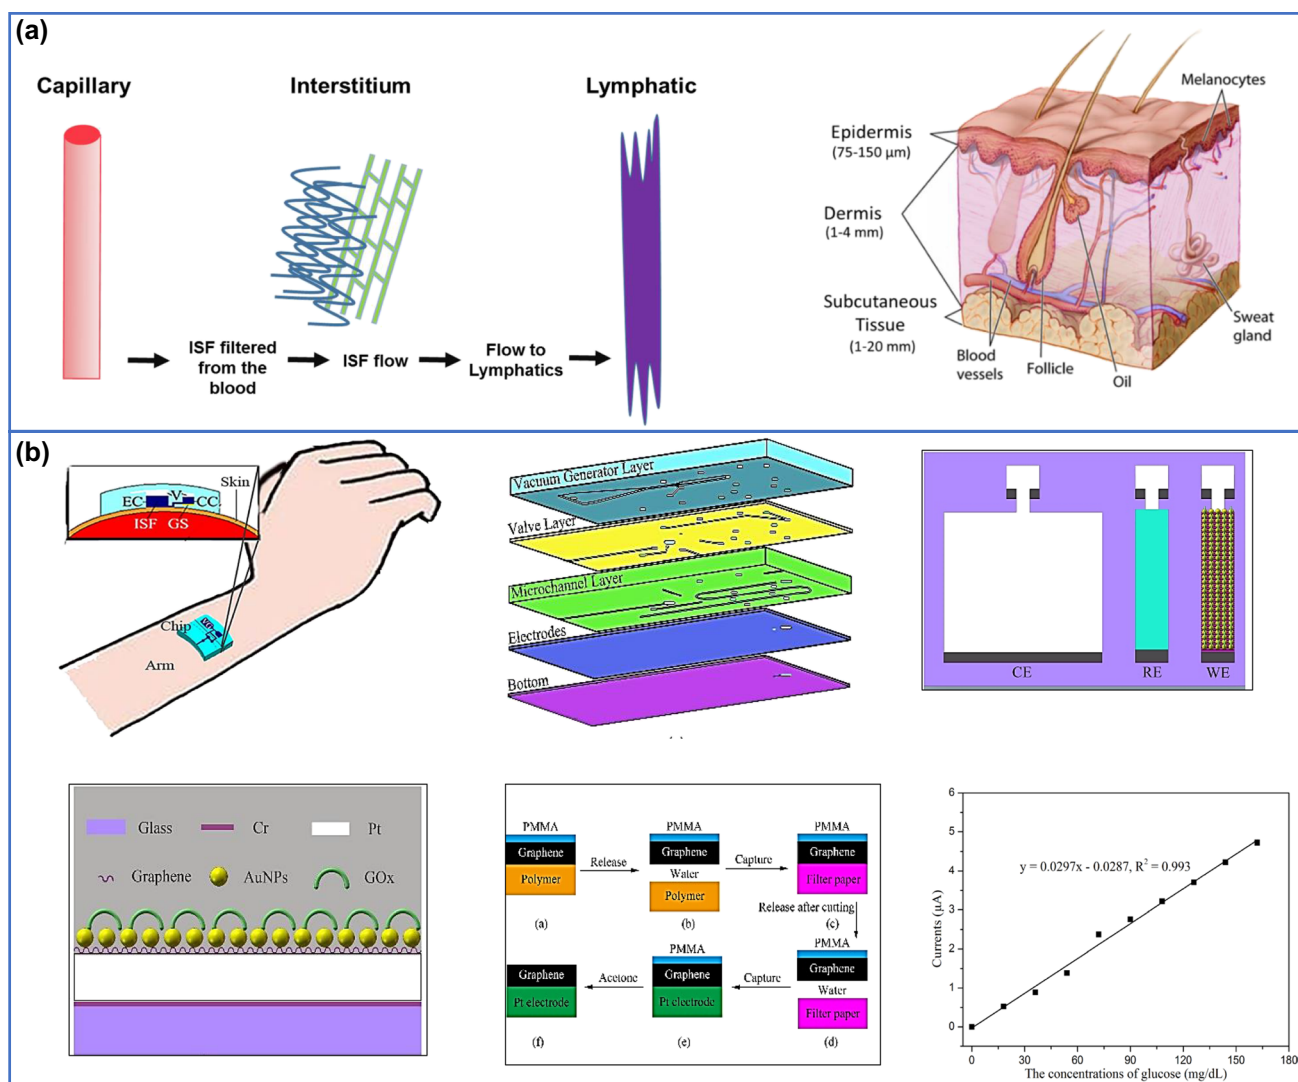 (a)
Capillary
Interstitium
Lymphatic
ISF filtered
from the
blood
ISF flow
Flow to
Lymphatics
Melanocytes
Epidermis
(75-150 μm)
Dermis
(1-4 mm)
Subcutaneous
Tissue
(1-20 mm)
Blood
vessels
Follicle
Oil
Sweat
gland
(b)
Skin
EC
V
CC
ISF
GS
Chip
Arm
Vacuum Generator Layer
Valve Layer
Microchannel Layer
Electrodes
Bottom
CE
RE
WE
Glass
Cr
Pt
Graphene
AuNPs
GOx
PMMA
Graphene
Polymer
(a)
Release
PMMA
Graphene
Water
Polymer
(b)
Capture
PMMA
Graphene
Filter paper
(c)
Release after cutting
PMMA
Graphene
Water
Filter paper
(d)
Capture
PMMA
Graphene
Pt electrode
(e)
Acetone
Graphene
Pt electrode
(f)
y = 0.0297x - 0.0287, R² = 0.993
Currents (μA)
6
5
4
3
2
1
0
0 30 60 90 120 150 180
The concentrations of glucose (mg/dL)